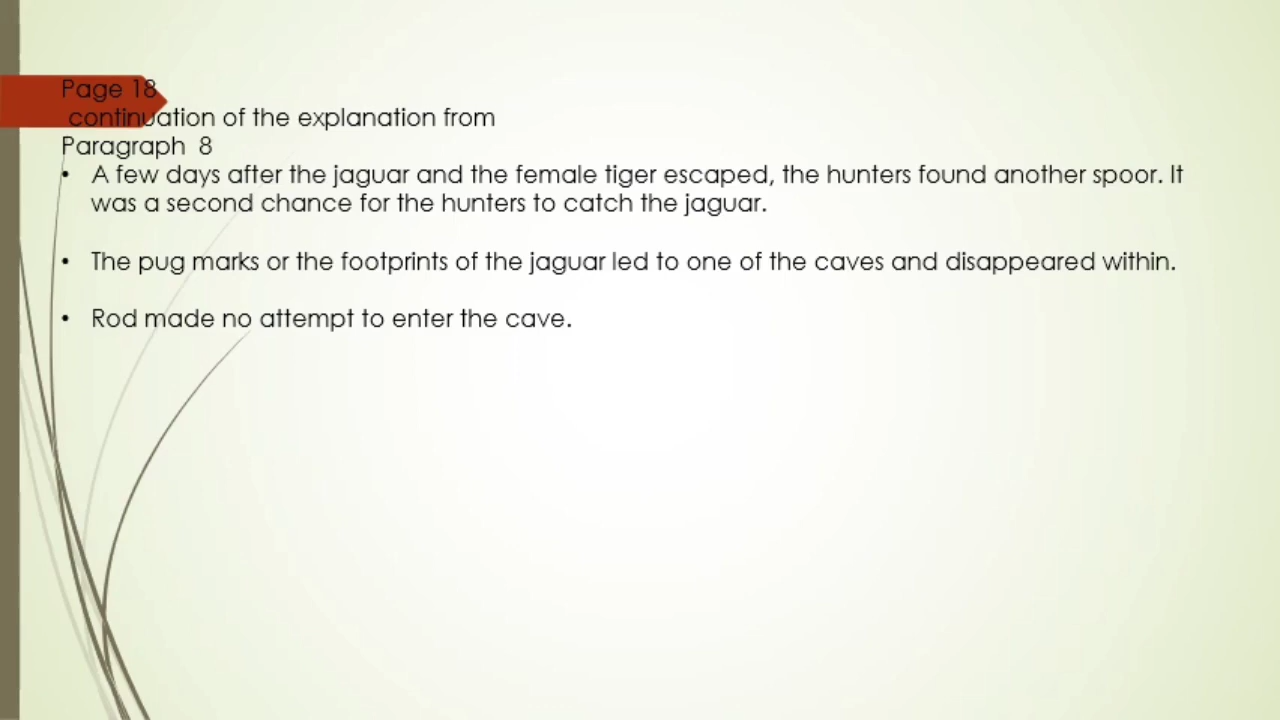 Page 18
continuation of the explanation from
Paragraph 8
• A few days after the jaguar and the female tiger escaped, the hunters found another spoor. It
was a second chance for the hunters to catch the jaguar.
• The pug marks or the footprints of the jaguar led to one of the caves and disappeared within.
• Rod made no attempt to enter the cave.